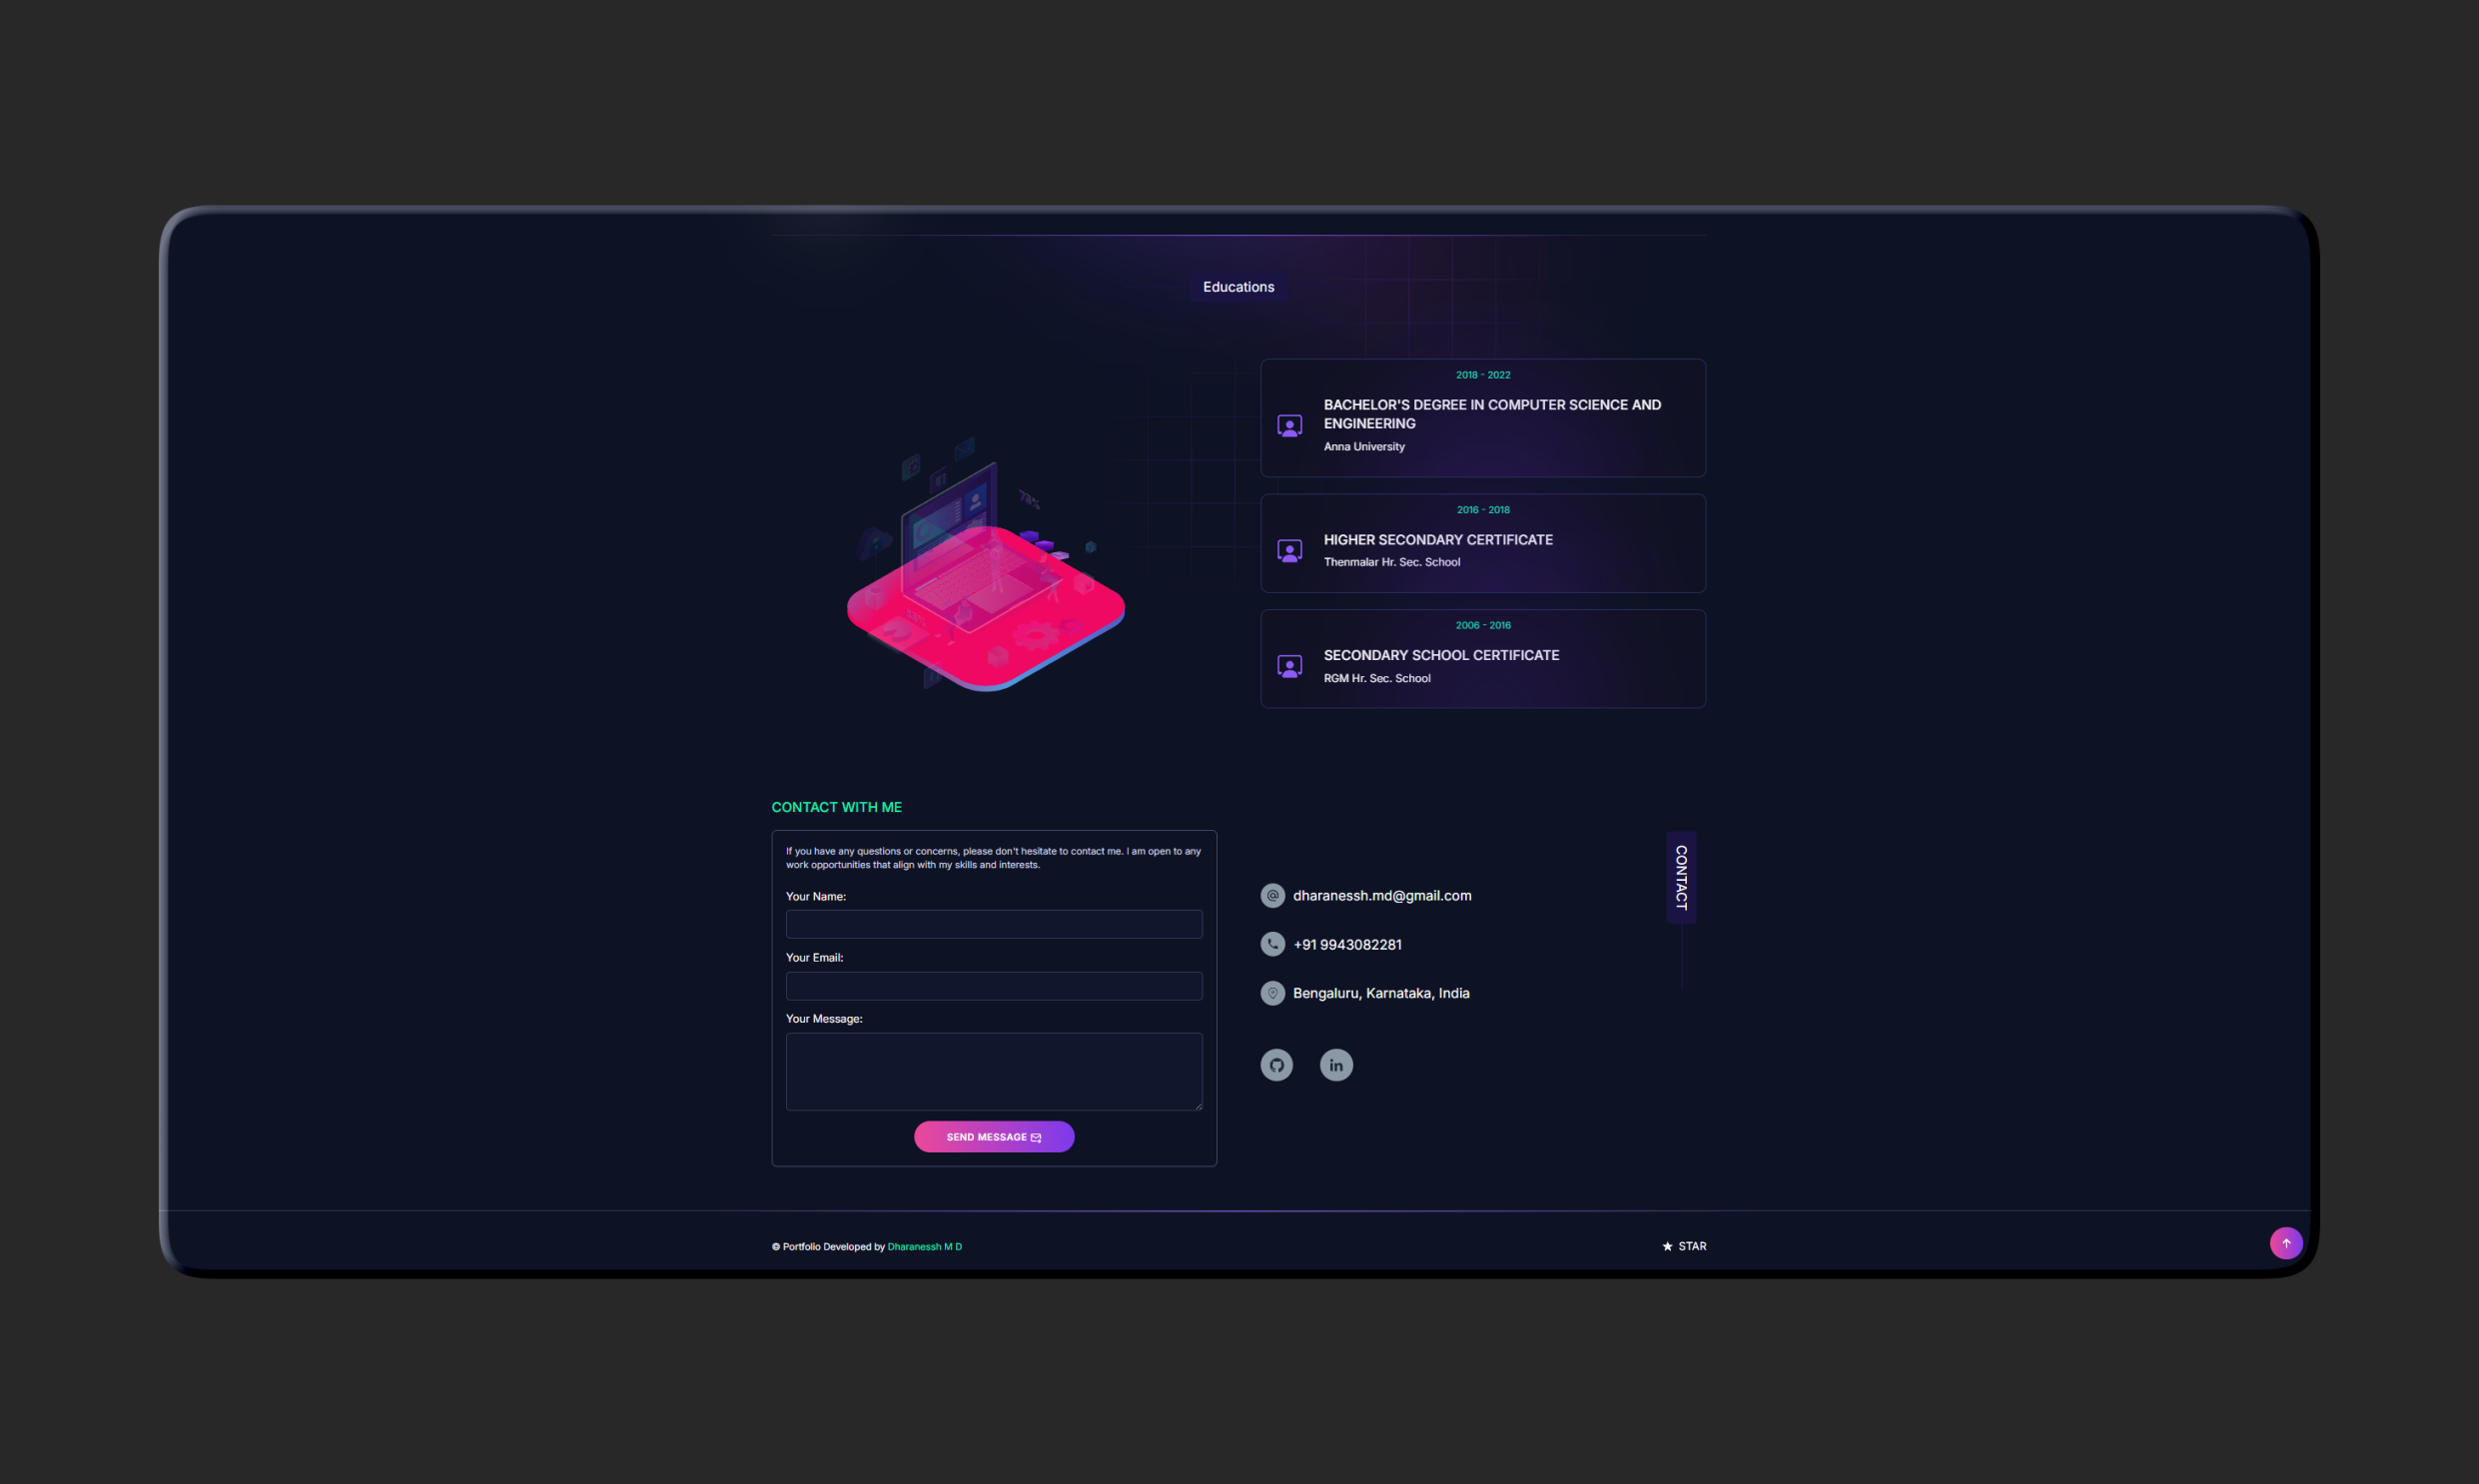 Educations
2018 - 2022
BACHELOR'S DEGREE IN COMPUTER SCIENCE AND
ENGINEERING
Anna University
2016 - 2018
HIGHER SECONDARY CERTIFICATE
Thenmalar Hr. Sec. School
2006 - 2016
SECONDARY SCHOOL CERTIFICATE
RGM Hr. Sec. School
CONTACT WITH ME
If you have any questions or concerns, please don't hesitate to contact me. I am open to any
work opportunities that align with my skills and interests.
Your Name:
Your Email:
Your Message:
SEND MESSAGE
dharanessh.md@gmail.com
+91 9943082281
Bengaluru, Karnataka, India
in
CONTACT
© Portfolio Developed by Dharanessh M D
STAR